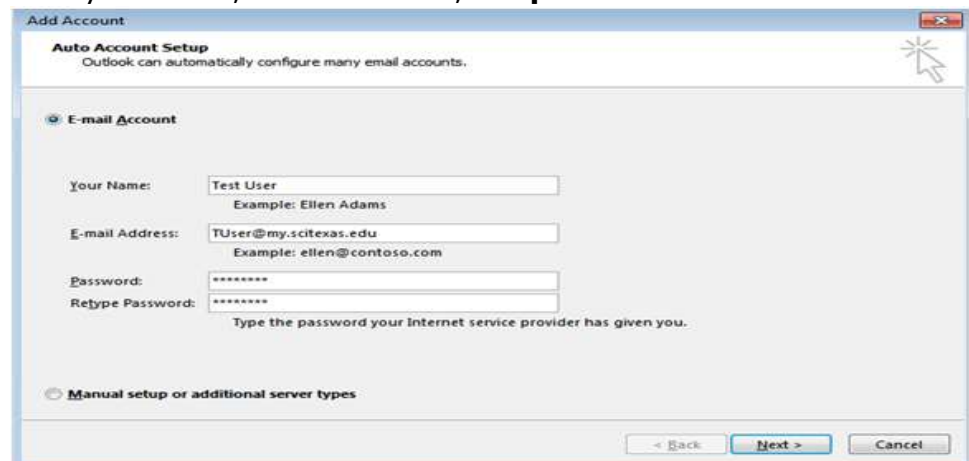 Add Account
Auto Account Setup
Outlook can automatically configure many email accounts.
E-mail Account
Your Name: Test User
Example: Ellen Adams
E-mail Address: TUser@my.scitexas.edu
Example: ellen@contoso.com
Password: ********
Retype Password: ********
Type the password your Internet service provider has given you.
Manual setup or additional server types
< Back Next > Cancel